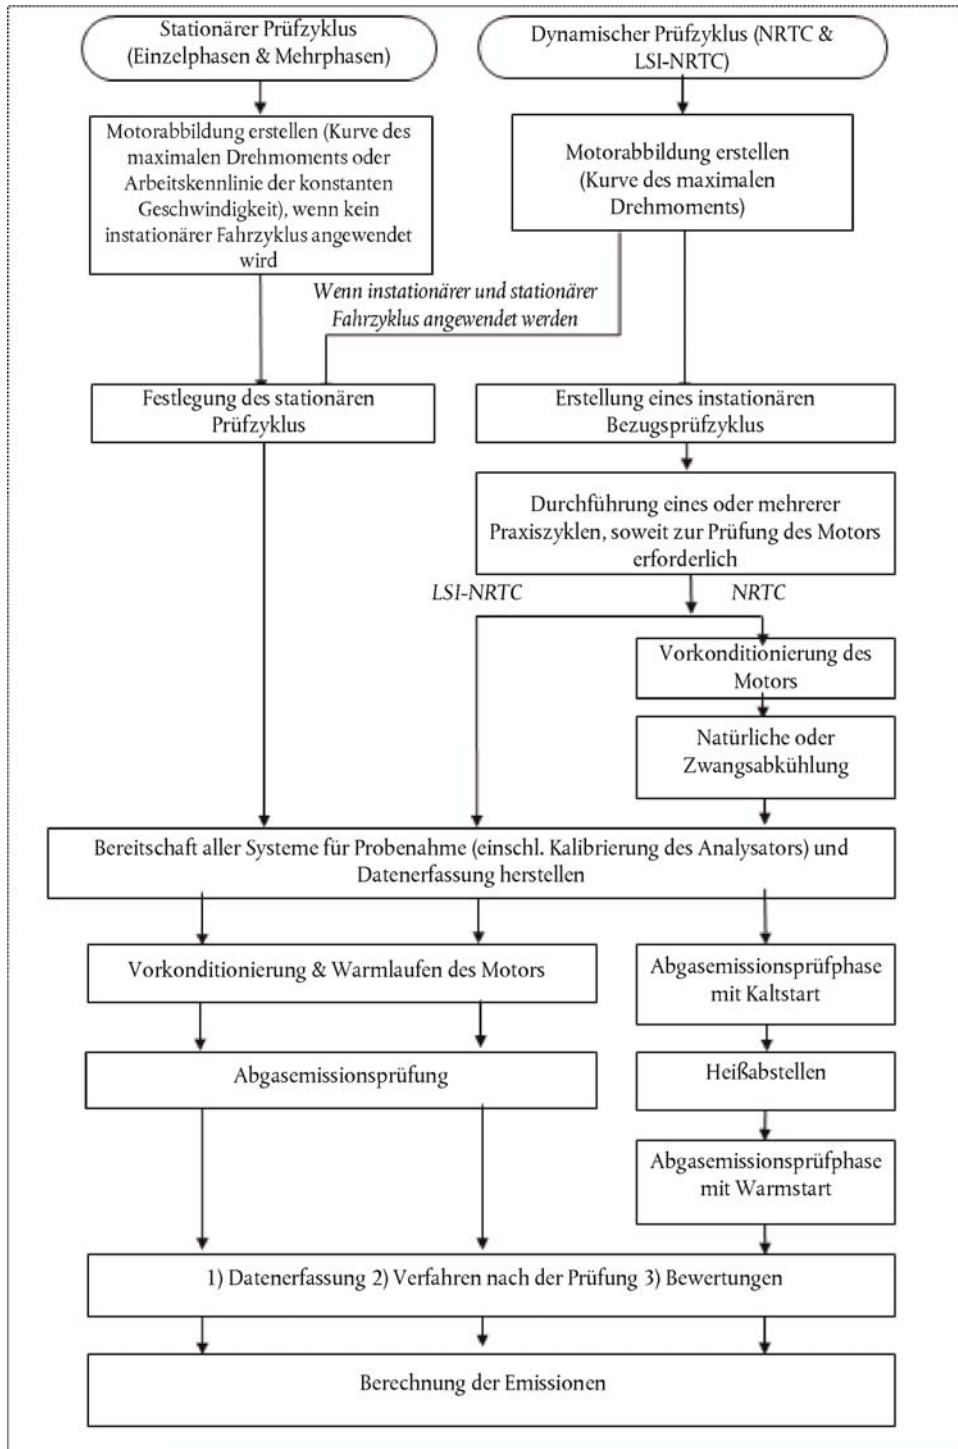 Stationärer Prüfzyklus
(Einzelphasen & Mehrphasen)
Dynamischer Prüfzyklus (NRTC &
LSI-NRTC)
Motorabbildung erstellen (Kurve des
maximalen Drehmoments oder
Arbeitskennlinie der konstanten
Geschwindigkeit), wenn kein
instationärer Fahrzyklus angewendet
wird
Motorabbildung erstellen
(Kurve des maximalen
Drehmoments)
Wenn instationärer und stationärer
Fahrzyklus angewendet werden
Festlegung des stationären
Prüfzyklus
Erstellung eines instationären
Bezugsprüfzyklus
Durchführung eines oder mehrerer
Praxiszyklen, soweit zur Prüfung des Motors
erforderlich
LSI-NRTC
NRTC
Vorkonditionierung des
Motors
Natürliche oder
Zwangsabkühlung
Bereitschaft aller Systeme für Probenahme (einschl. Kalibrierung des Analysators) und
Datenerfassung herstellen
Vorkonditionierung & Warmlaufen des Motors
Abgasemissionsprüfphase
mit Kaltstart
Abgasemissionsprüfung
Heißabstellen
Abgasemissionsprüfphase
mit Warmstart
1) Datenerfassung 2) Verfahren nach der Prüfung 3) Bewertungen
Berechnung der Emissionen